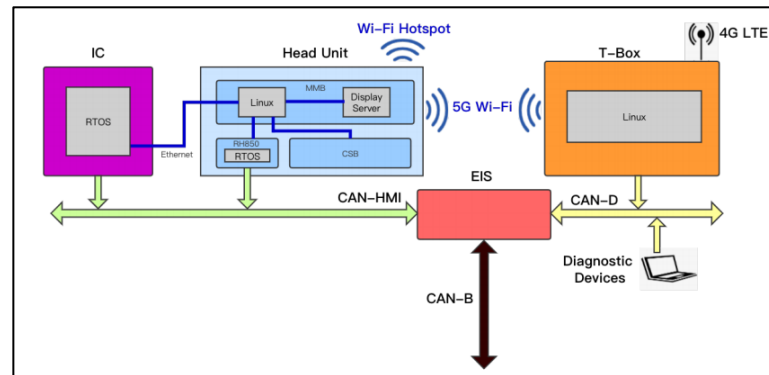 Wi-Fi Hotspot
IC
Head Unit
T-Box
4G LTE
MMB
RTOS
Linux
Display
Server
5G Wi-Fi
Linux
Ethernet
RH850
RTOS
CSB
CAN-HMI
EIS
CAN-D
Diagnostic
Devices
CAN-B